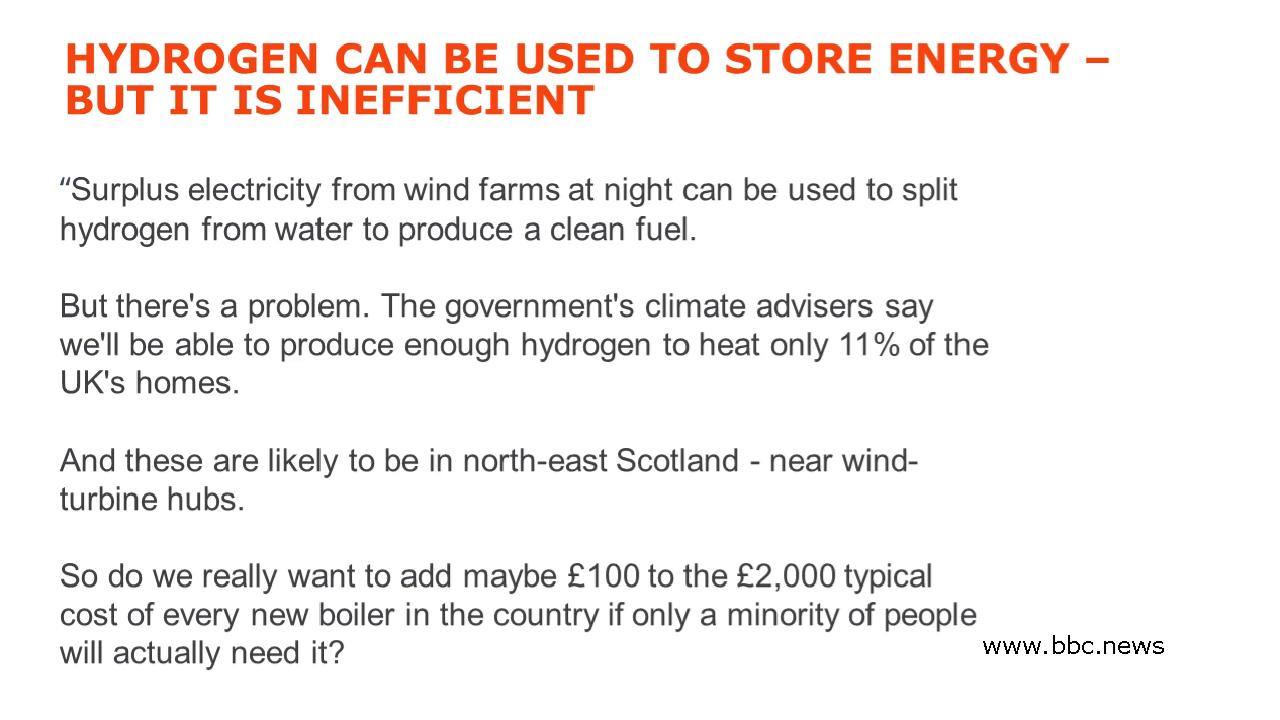 HYDROGEN CAN BE USED TO STORE ENERGY –
BUT IT IS INEFFICIENT
“Surplus electricity from wind farms at night can be used to split
hydrogen from water to produce a clean fuel.
But there's a problem. The government's climate advisers say
we'll be able to produce enough hydrogen to heat only 11% of the
UK's homes.
And these are likely to be in north-east Scotland - near wind-
turbine hubs.
So do we really want to add maybe £100 to the £2,000 typical
cost of every new boiler in the country if only a minority of people
will actually need it?
www.bbc.news